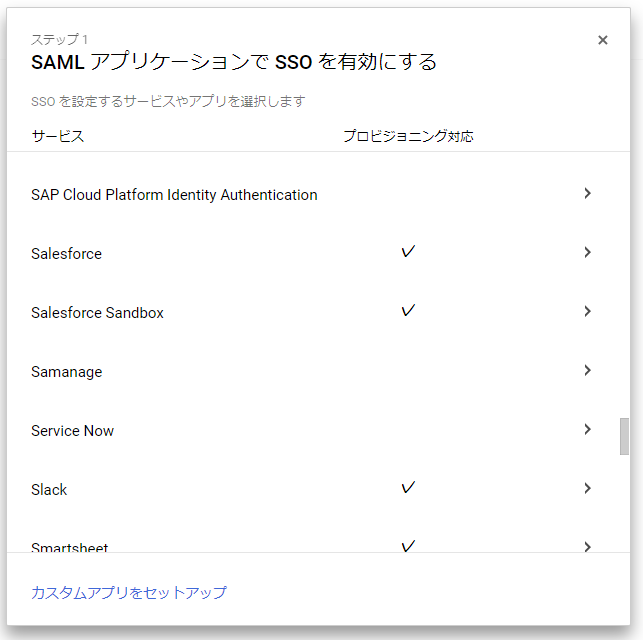 ステップ 1
SAML アプリケーションで SSO を有効にする
SSO を設定するサービスやアプリを選択します
サービス プロビジョニング対応
SAP Cloud Platform Identity Authentication
Salesforce ✓
Salesforce Sandbox ✓
Samanage
Service Now
Slack ✓
Smartsheet ✓
カスタムアプリをセットアップ